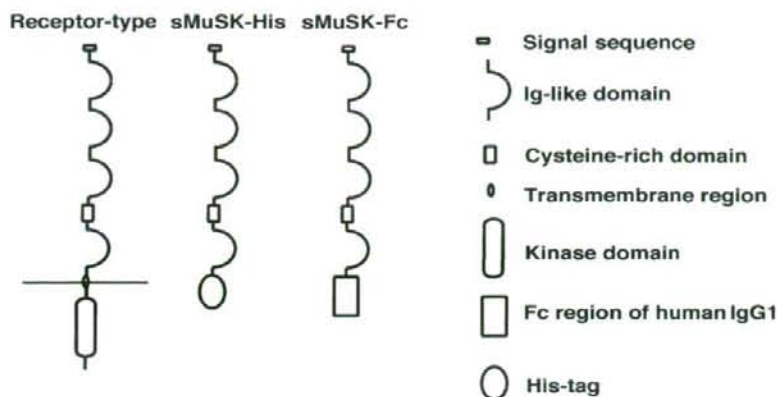 Receptor-type sMuSK-His sMuSK-Fc
Signal sequence
Ig-like domain
Cysteine-rich domain
Transmembrane region
Kinase domain
Fc region of human IgG1
His-tag